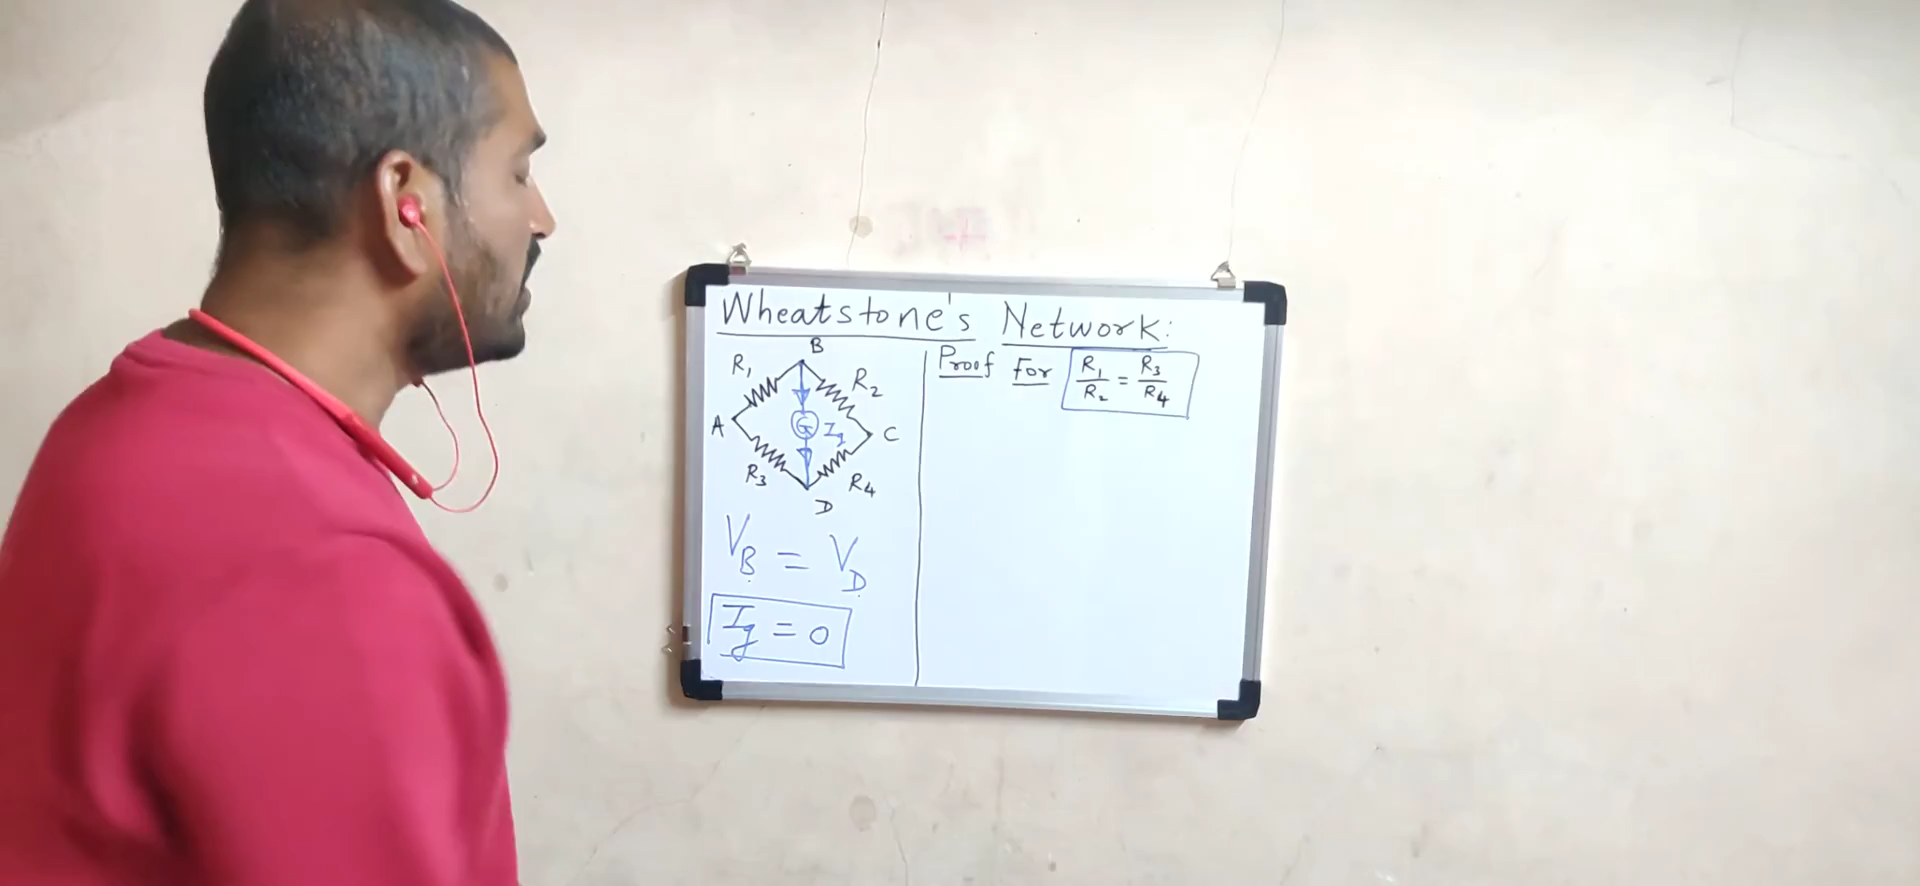 Wheatstone's Network:
B
R1
R2
A
G
Ig
C
R3
R4
D
VB = VD
Ig = 0
Proof For R1/R2 = R3/R4